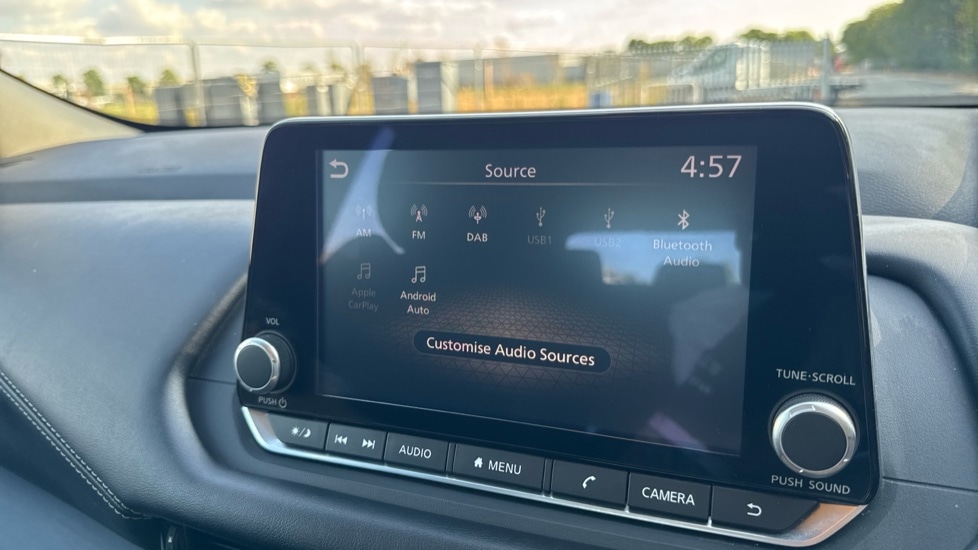 Source
4:57
AM
FM
DAB
USB1
USB2
Bluetooth
Audio
Apple
CarPlay
Android
Auto
Customise Audio Sources
VOL
PUSH
TUNE·SCROLL
PUSH SOUND
AUDIO
MENU
CAMERA